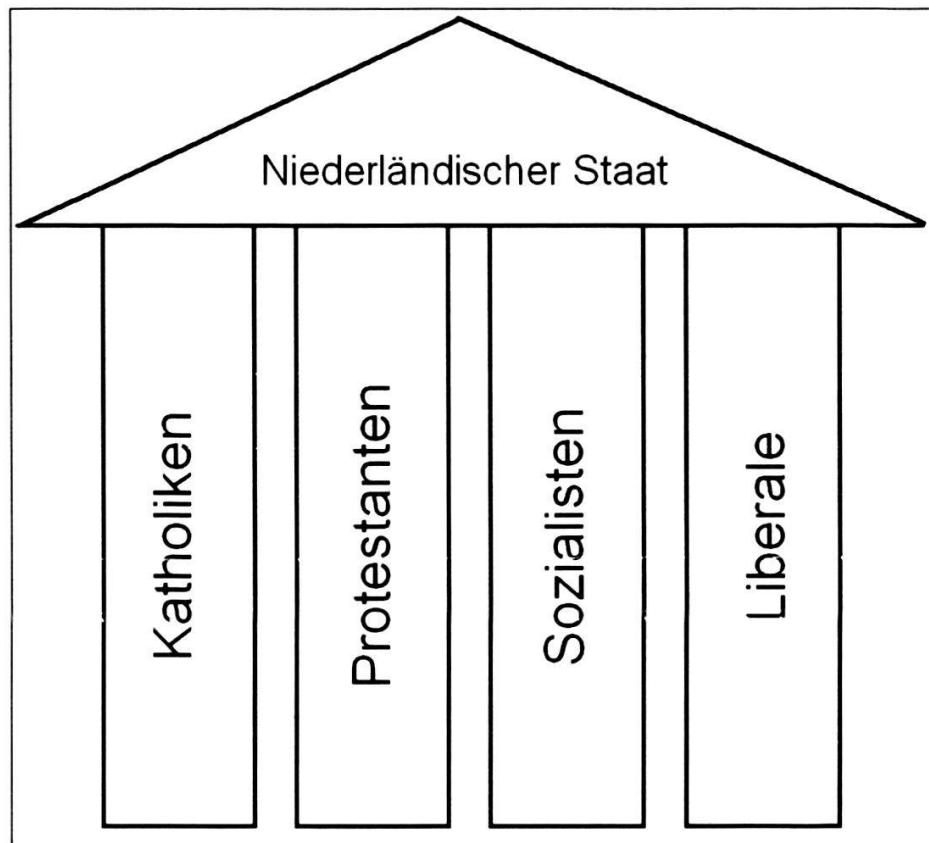 Niederländischer Staat
Katholiken
Protestanten
Sozialisten
Liberale